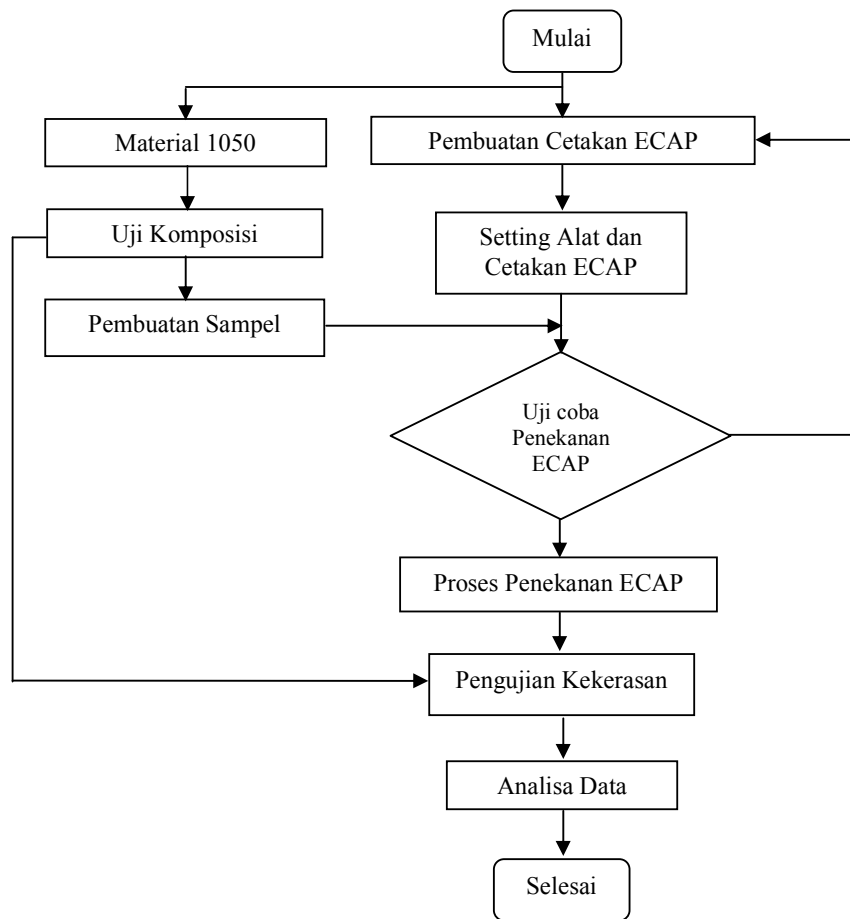 Mulai
Material 1050
Pembuatan Cetakan ECAP
Uji Komposisi
Setting Alat dan
Cetakan ECAP
Pembuatan Sampel
Uji coba
Penekanan
ECAP
Proses Penekanan ECAP
Pengujian Kekerasan
Analisa Data
Selesai